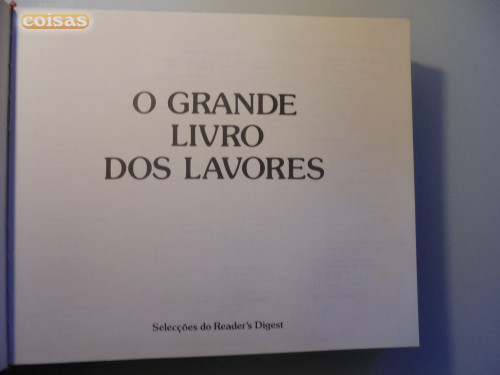 coisas
O GRANDE
LIVRO
DOS LAVORES
Selecções do Reader's Digest